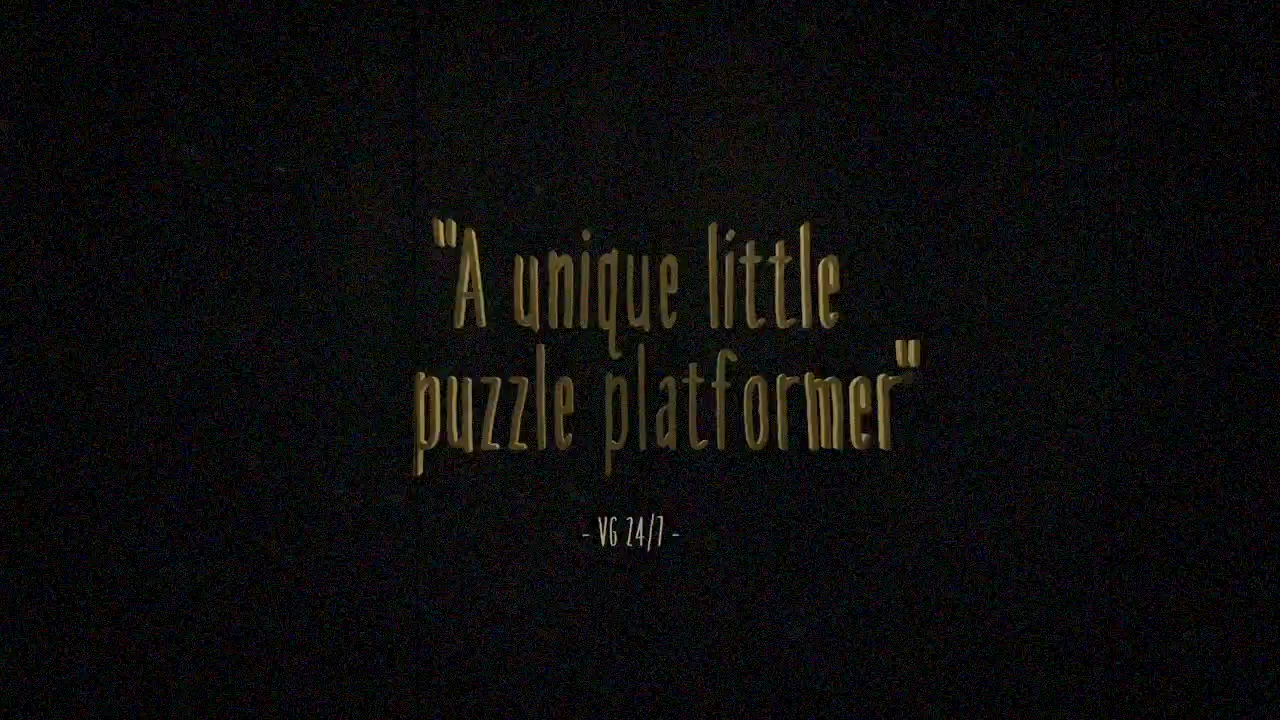 "A unique little
puzzle platformer"
- VG 24/7 -